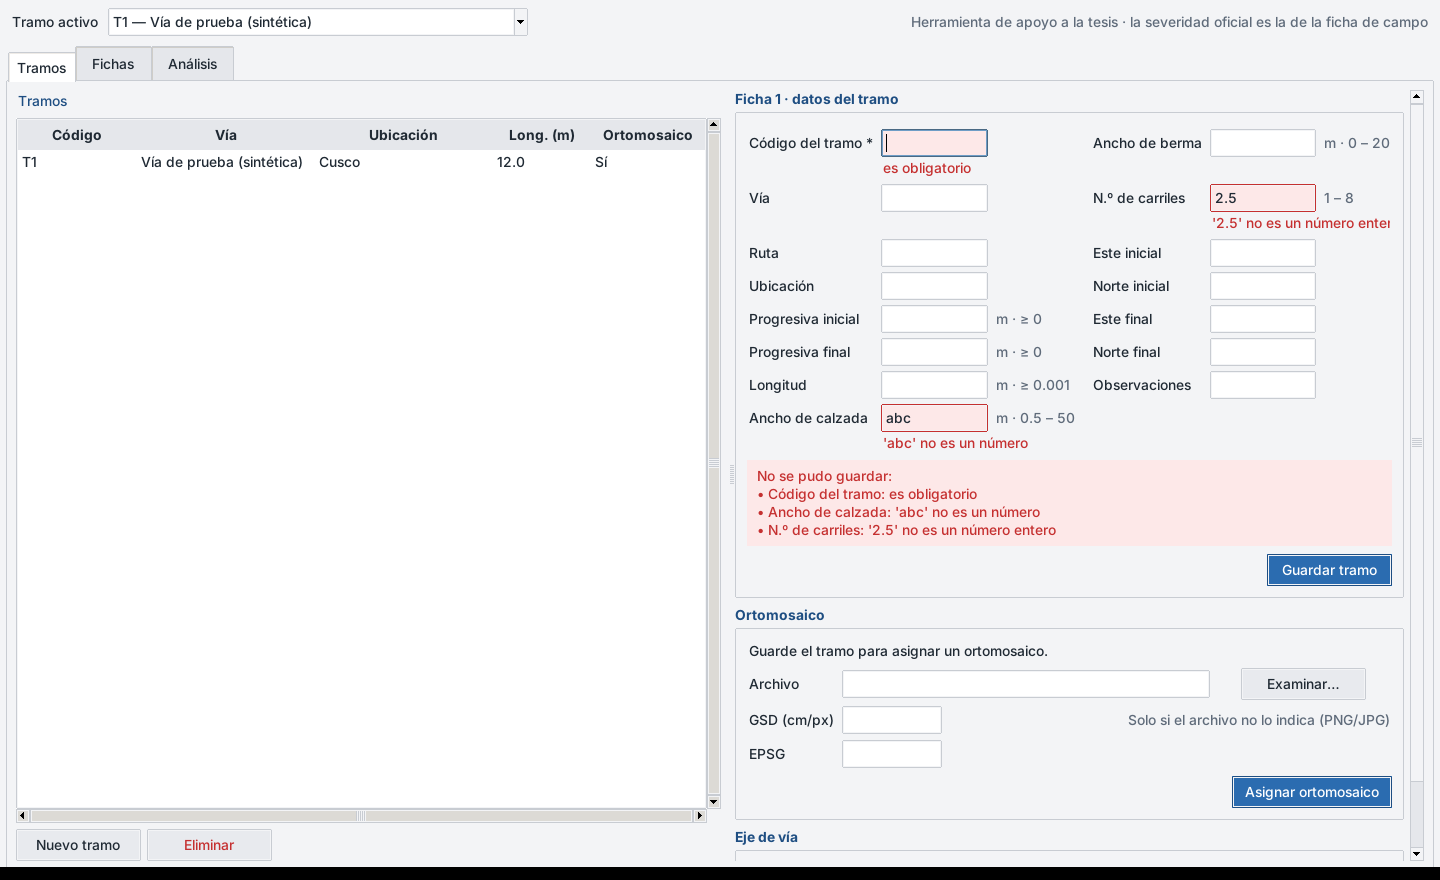 Tramo activo
T1 — Vía de prueba (sintética)
Herramienta de apoyo a la tesis · la severidad oficial es la de la ficha de campo
Tramos
Fichas
Análisis
Tramos
Código
Vía
Ubicación
Long. (m)
Ortomosaico
T1
Vía de prueba (sintética)
Cusco
12.0
Sí
Nuevo tramo
Eliminar
Ficha 1 · datos del tramo
Código del tramo *
es obligatorio
Ancho de berma
m · 0 – 20
Vía
N.º de carriles
2.5
1 – 8
'2.5' no es un número enter
Ruta
Este inicial
Ubicación
Norte inicial
Progresiva inicial
m · ≥ 0
Este final
Progresiva final
m · ≥ 0
Norte final
Longitud
m · ≥ 0.001
Observaciones
Ancho de calzada
abc
m · 0.5 – 50
'abc' no es un número
No se pudo guardar:
• Código del tramo: es obligatorio
• Ancho de calzada: 'abc' no es un número
• N.º de carriles: '2.5' no es un número entero
Guardar tramo
Ortomosaico
Guarde el tramo para asignar un ortomosaico.
Archivo
Examinar...
GSD (cm/px)
Solo si el archivo no lo indica (PNG/JPG)
EPSG
Asignar ortomosaico
Eje de vía